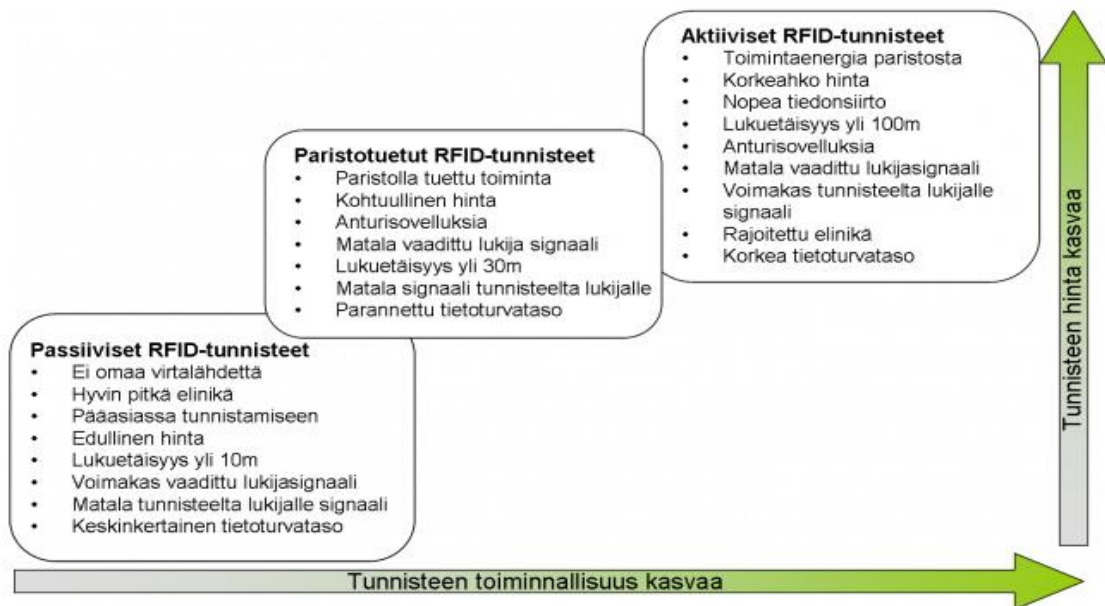 Aktiiviset RFID-tunnisteet
• Toimintaenergia paristosta
• Korkeahko hinta
• Nopea tiedonsiirto
• Lukuetäisyys yli 100m
• Anturisovelluksia
• Matala vaadittu lukijasignaali
• Voimakas tunnisteelta lukijalle
signaali
• Rajoitettu elinikä
• Korkea tietoturvataso
Paristotuetut RFID-tunnisteet
• Paristolla tuettu toiminta
• Kohtuullinen hinta
• Anturisovelluksia
• Matala vaadittu lukija signaali
• Lukuetäisyys yli 30m
• Matala signaali tunnisteelta lukijalle
• Parannettu tietoturvataso
Passiiviset RFID-tunnisteet
• Ei omaa virtalähdettä
• Hyvin pitkä elinikä
• Pääasiassa tunnistamiseen
• Edullinen hinta
• Lukuetäisyys yli 10m
• Voimakas vaadittu lukijasignaali
• Matala tunnisteelta lukijalle signaali
• Keskinkertainen tietoturvataso
Tunnisteen hinta kasvaa
Tunnisteen toiminnallisuus kasvaa